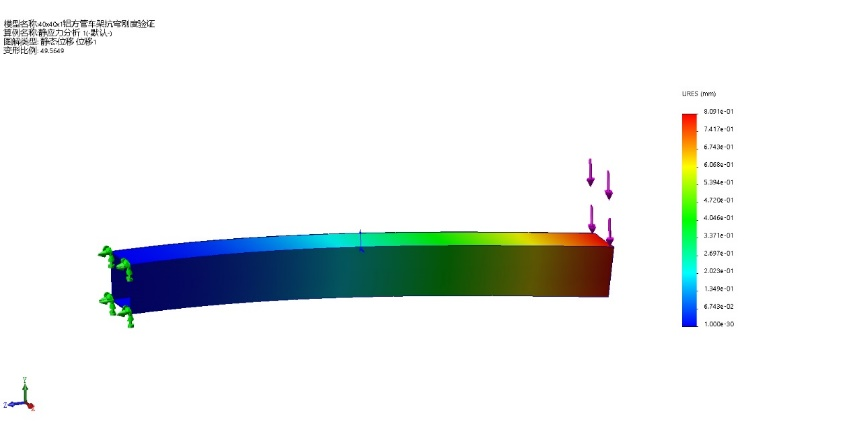 模型名称:40x40x1铝方管车架抗弯刚度验证
算例名称:静应力分析 1(-默认-)
图解类型: 静态位移 位移1
变形比例: 49.5649
URES (mm)
8.091e-01
7.417e-01
6.743e-01
6.068e-01
5.394e-01
4.720e-01
4.046e-01
3.371e-01
2.697e-01
2.023e-01
1.349e-01
6.743e-02
1.000e-30
Y
Z
X